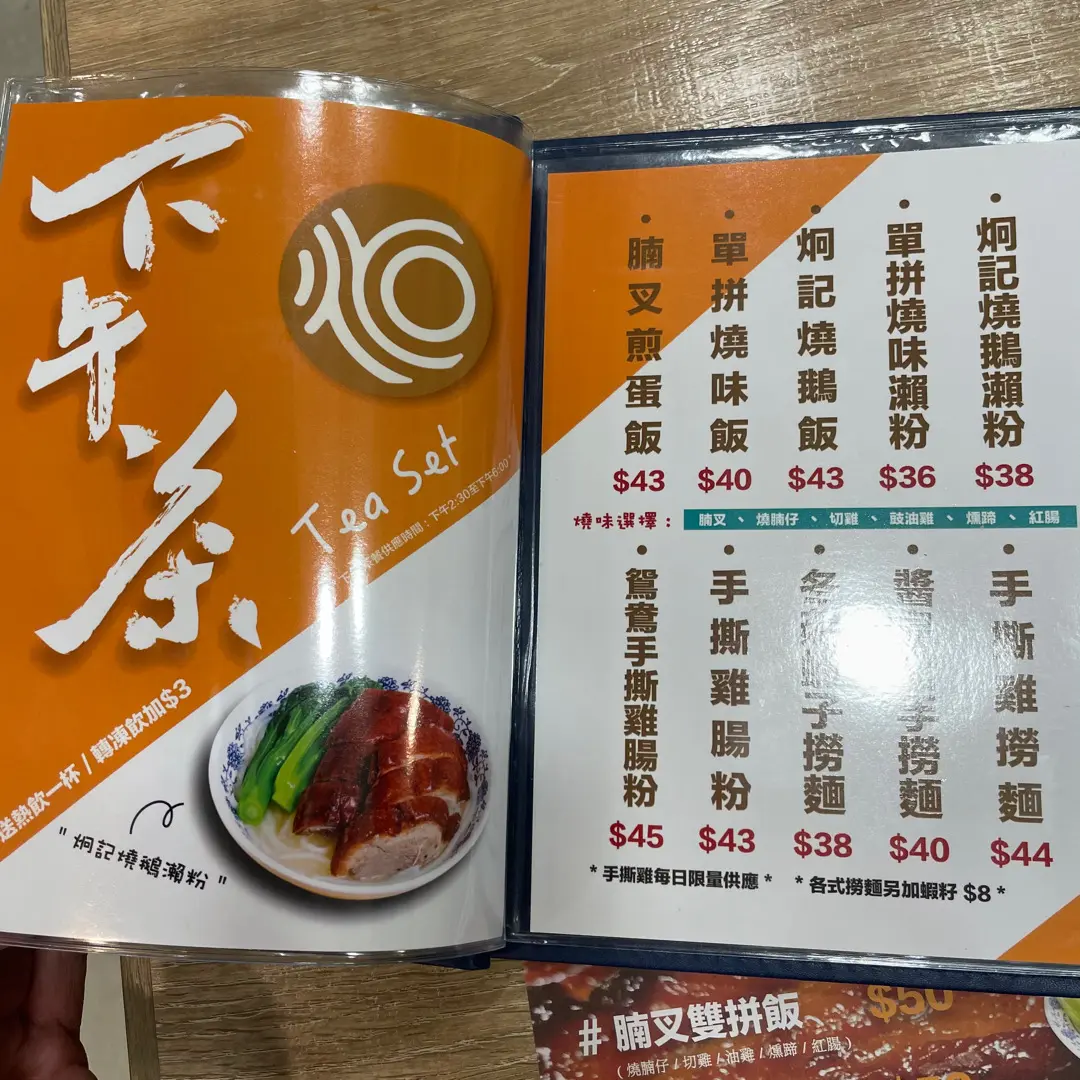 下午茶
Tea Set
餐供應時間：下午2:30至下午6:00
送熱飲一杯 / 轉凍飲加$3
" 炯記燒鵝瀨粉 "
• 炯記燒鵝瀨粉 $38
• 單拼燒味瀨粉 $36
• 炯記燒鵝飯 $43
• 單拼燒味飯 $40
• 腩叉煎蛋飯 $43
燒味選擇： 腩叉 、 燒腩仔 、 切雞 、 豉油雞 、 燻蹄 、 紅腸
• 手撕雞撈麵 $44
• 醬 子撈麵 $40
• 子撈麵 $38
• 手撕雞腸粉 $43
• 鴛鴦手撕雞腸粉 $45
* 手撕雞每日限量供應 * * 各式撈麵另加蝦籽 $8 *
# 腩叉雙拼飯 $50
( 燒腩仔 / 切雞 / 油雞 / 燻蹄 / 紅腸 )